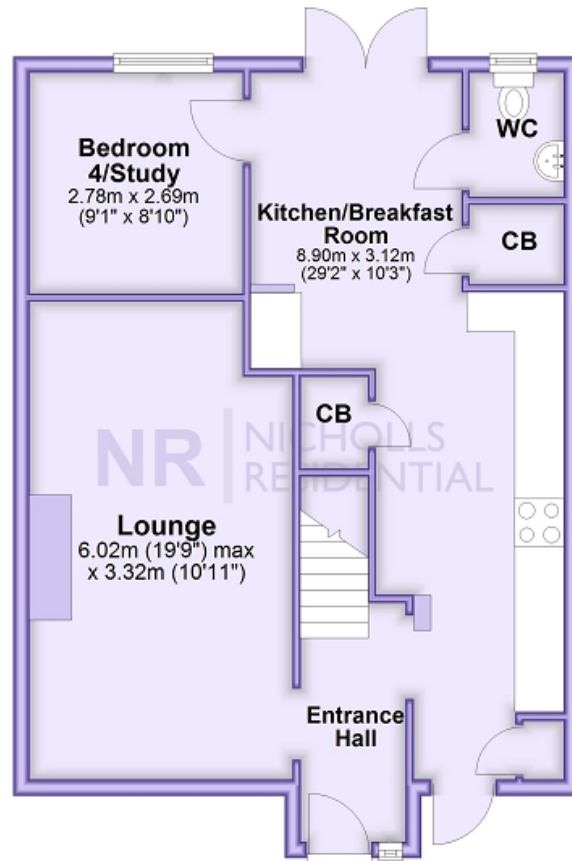 Bedroom
4/Study
2.78m x 2.69m
(9'1" x 8'10")
WC
Kitchen/Breakfast
Room
8.90m x 3.12m
(29'2" x 10'3")
CB
CB
NR | NICHOLLS
RESIDENTIAL
Lounge
6.02m (19'9") max
x 3.32m (10'11")
Entrance
Hall